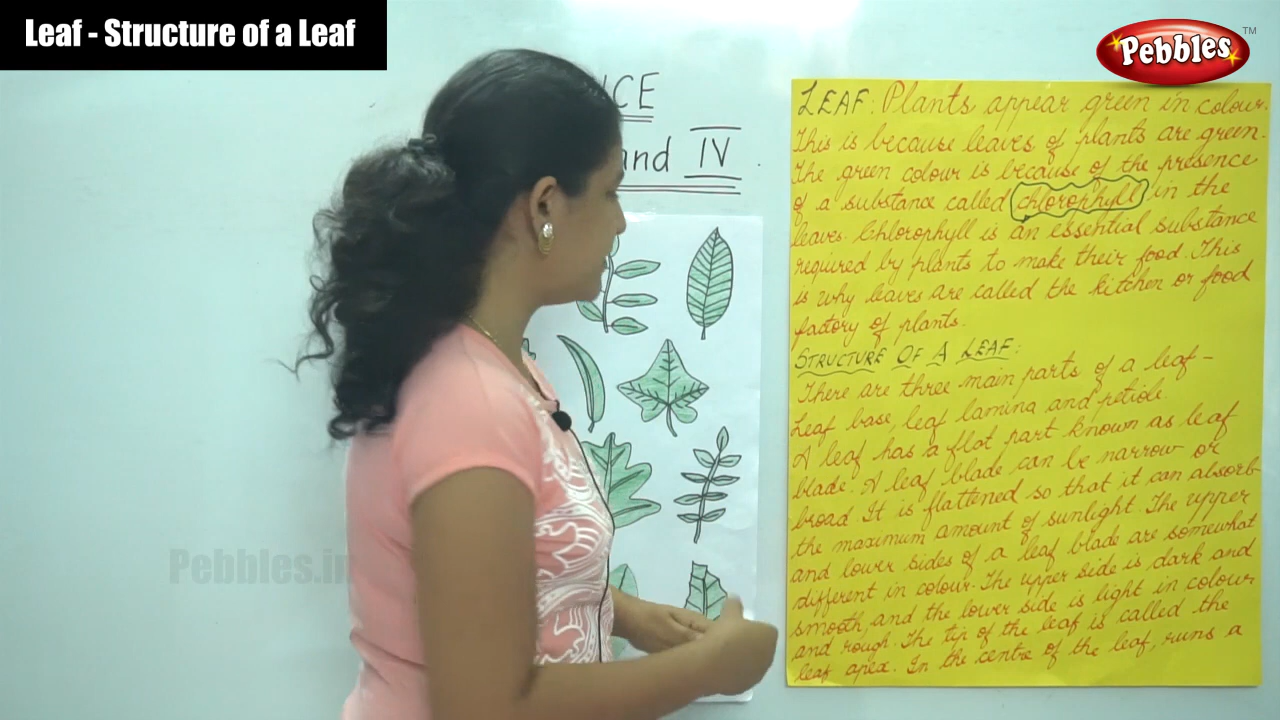 Leaf - Structure of a Leaf
Pebbles TM
CE
and IV
LEAF: Plants appear green in colour.
This is because leaves of plants are green.
The green colour is because of the presence
of a substance called chlorophyll in the
leaves. Chlorophyll is an essential substance
required by plants to make their food. This
is why leaves are called the kitchen or food
factory of plants.
STRUCTURE OF A LEAF:
There are three main parts of a leaf -
Leaf base, leaf lamina and petiole.
A leaf has a flat part known as leaf
blade. A leaf blade can be narrow or
broad. It is flattened so that it can absorb
the maximum amount of sunlight. The upper
and lower sides of a leaf blade are somewhat
different in colour. The upper side is dark and
smooth, and the lower side is light in colour
and rough. The tip of the leaf is called the
leaf apex. In the centre of the leaf, runs a
Pebbles.in